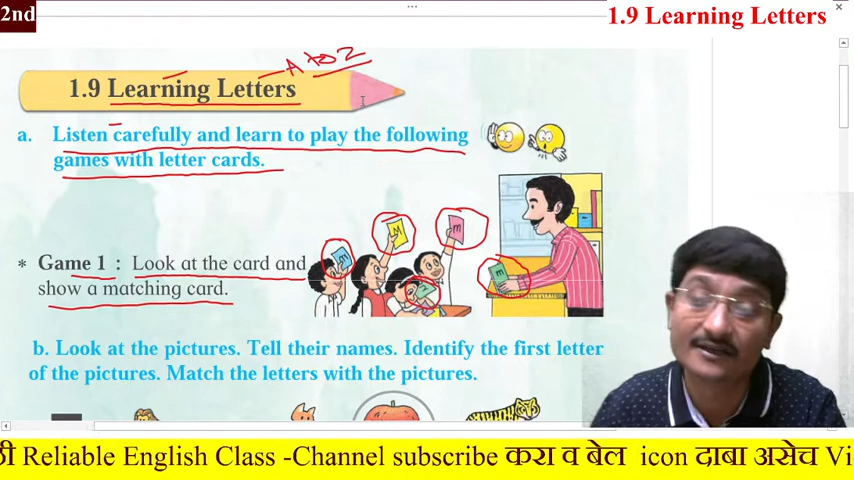 2nd
1.9 Learning Letters
A to Z
1.9 Learning Letters
a. Listen carefully and learn to play the following
games with letter cards.
m M m
m
∗ Game 1 : Look at the card and
show a matching card.
b. Look at the pictures. Tell their names. Identify the first letter
of the pictures. Match the letters with the pictures.
ठी Reliable English Class -Channel subscribe करा व बेल icon दाबा असेच Vi